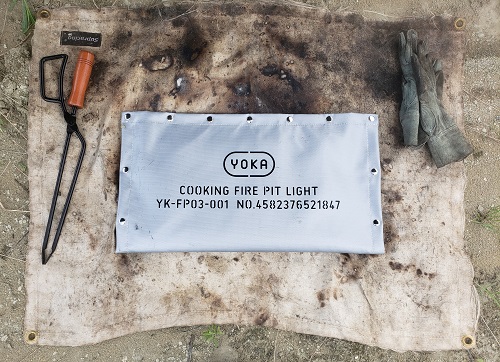 YOKA
COOKING FIRE PIT LIGHT
YK-FP03-001 NO.4582376521847